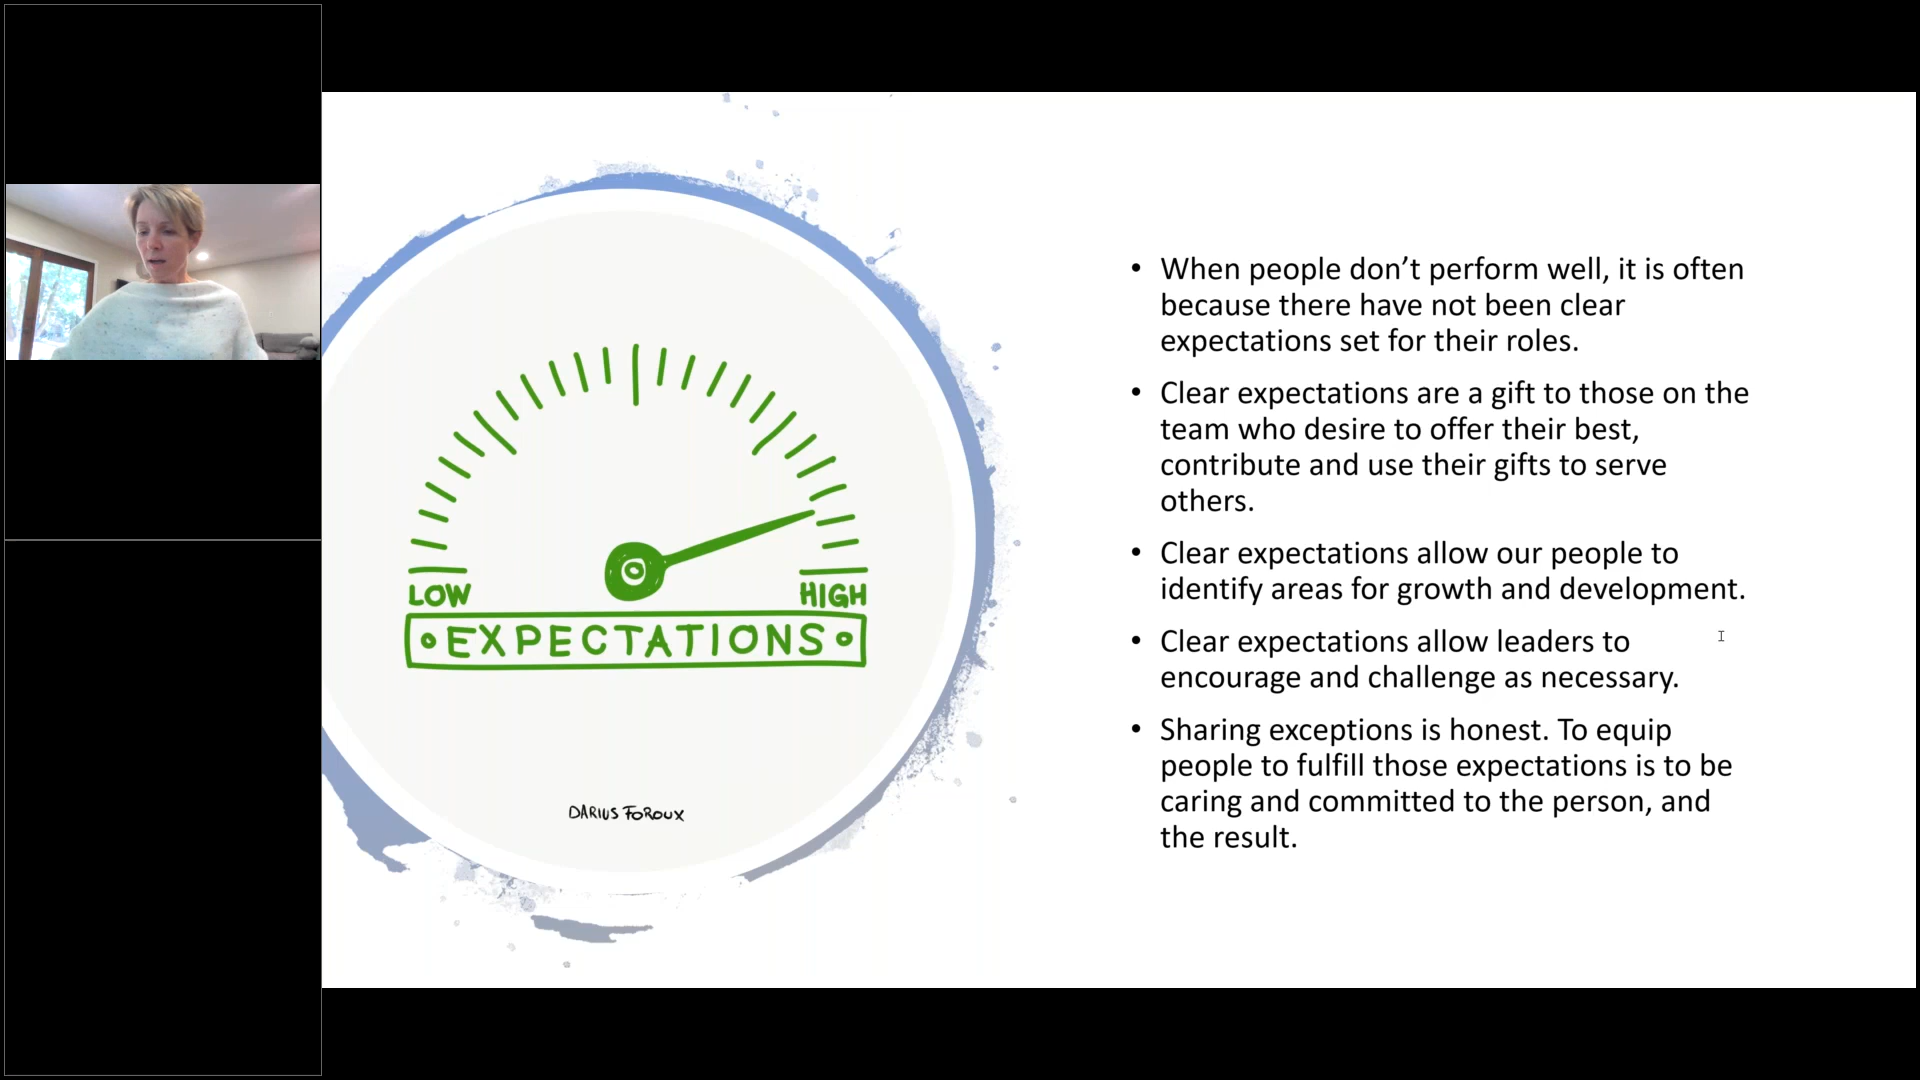 LOW
HIGH
EXPECTATIONS
DARIUS FOROUX
• When people don’t perform well, it is often
because there have not been clear
expectations set for their roles.
• Clear expectations are a gift to those on the
team who desire to offer their best,
contribute and use their gifts to serve
others.
• Clear expectations allow our people to
identify areas for growth and development.
• Clear expectations allow leaders to
encourage and challenge as necessary.
• Sharing exceptions is honest. To equip
people to fulfill those expectations is to be
caring and committed to the person, and
the result.